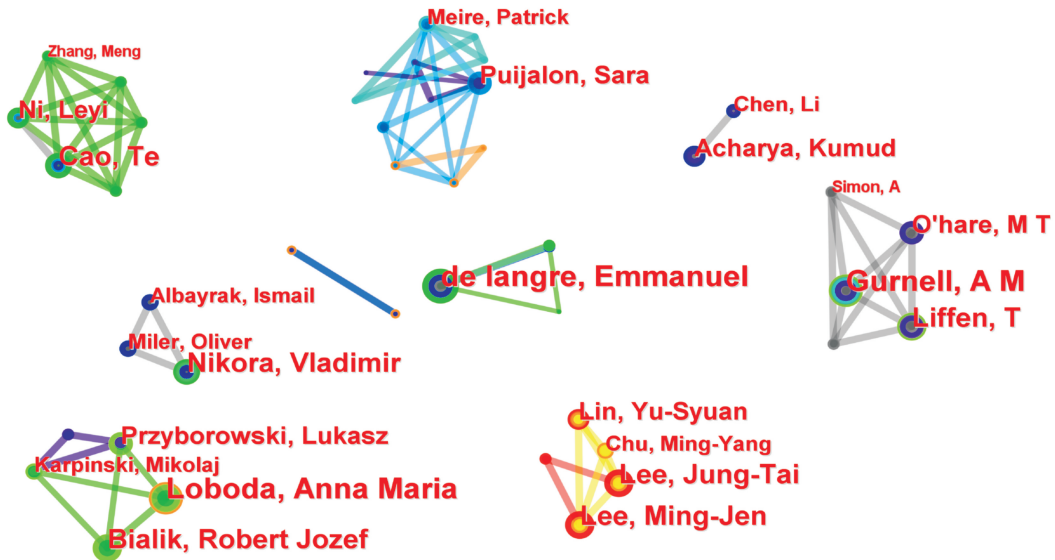 Meire, Patrick
Zhang, Meng
Puijalon, Sara
Ni, Leyi
Chen, Li
Cao, Te
Acharya, Kumud
Simon, A
O'hare, M T
de langre, Emmanuel
Gurnell, A M
Albayrak, Ismail
Liffen, T
Miler, Oliver
Nikora, Vladimir
Lin, Yu-Syuan
Przyborowski, Lukasz
Chu, Ming-Yang
Karpinski, Mikolaj
Lee, Jung-Tai
Loboda, Anna Maria
Lee, Ming-Jen
Bialik, Robert Jozef